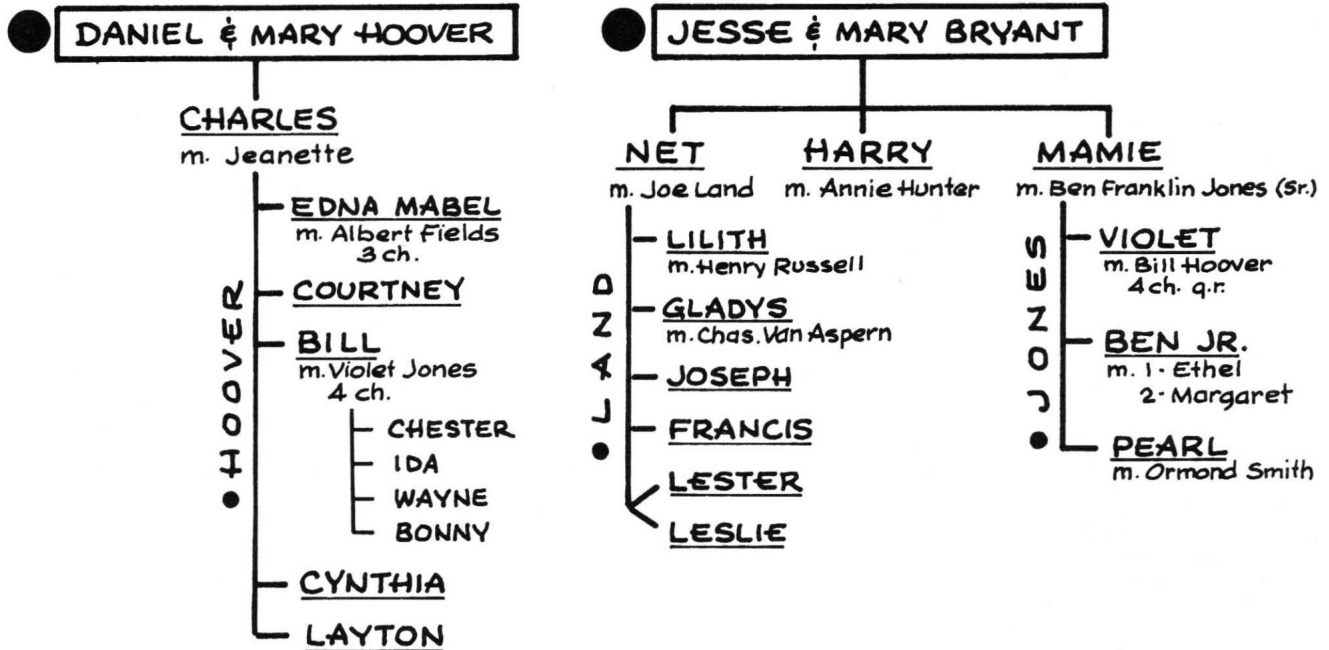 DANIEL & MARY HOOVER
CHARLES
m. Jeanette
HOOVER
EDNA MABEL
m. Albert Fields
3 ch.
COURTNEY
BILL
m. Violet Jones
4 ch.
CHESTER
IDA
WAYNE
BONNY
CYNTHIA
LAYTON
JESSE & MARY BRYANT
NET
m. Joe Land
LAND
LILITH
m. Henry Russell
GLADYS
m. Chas. Van Aspern
JOSEPH
FRANCIS
LESTER
LESLIE
HARRY
m. Annie Hunter
MAMIE
m. Ben Franklin Jones (Sr.)
JONES
VIOLET
m. Bill Hoover
4 ch. q.r.
BEN JR.
m. 1 - Ethel
2 - Margaret
PEARL
m. Ormond Smith